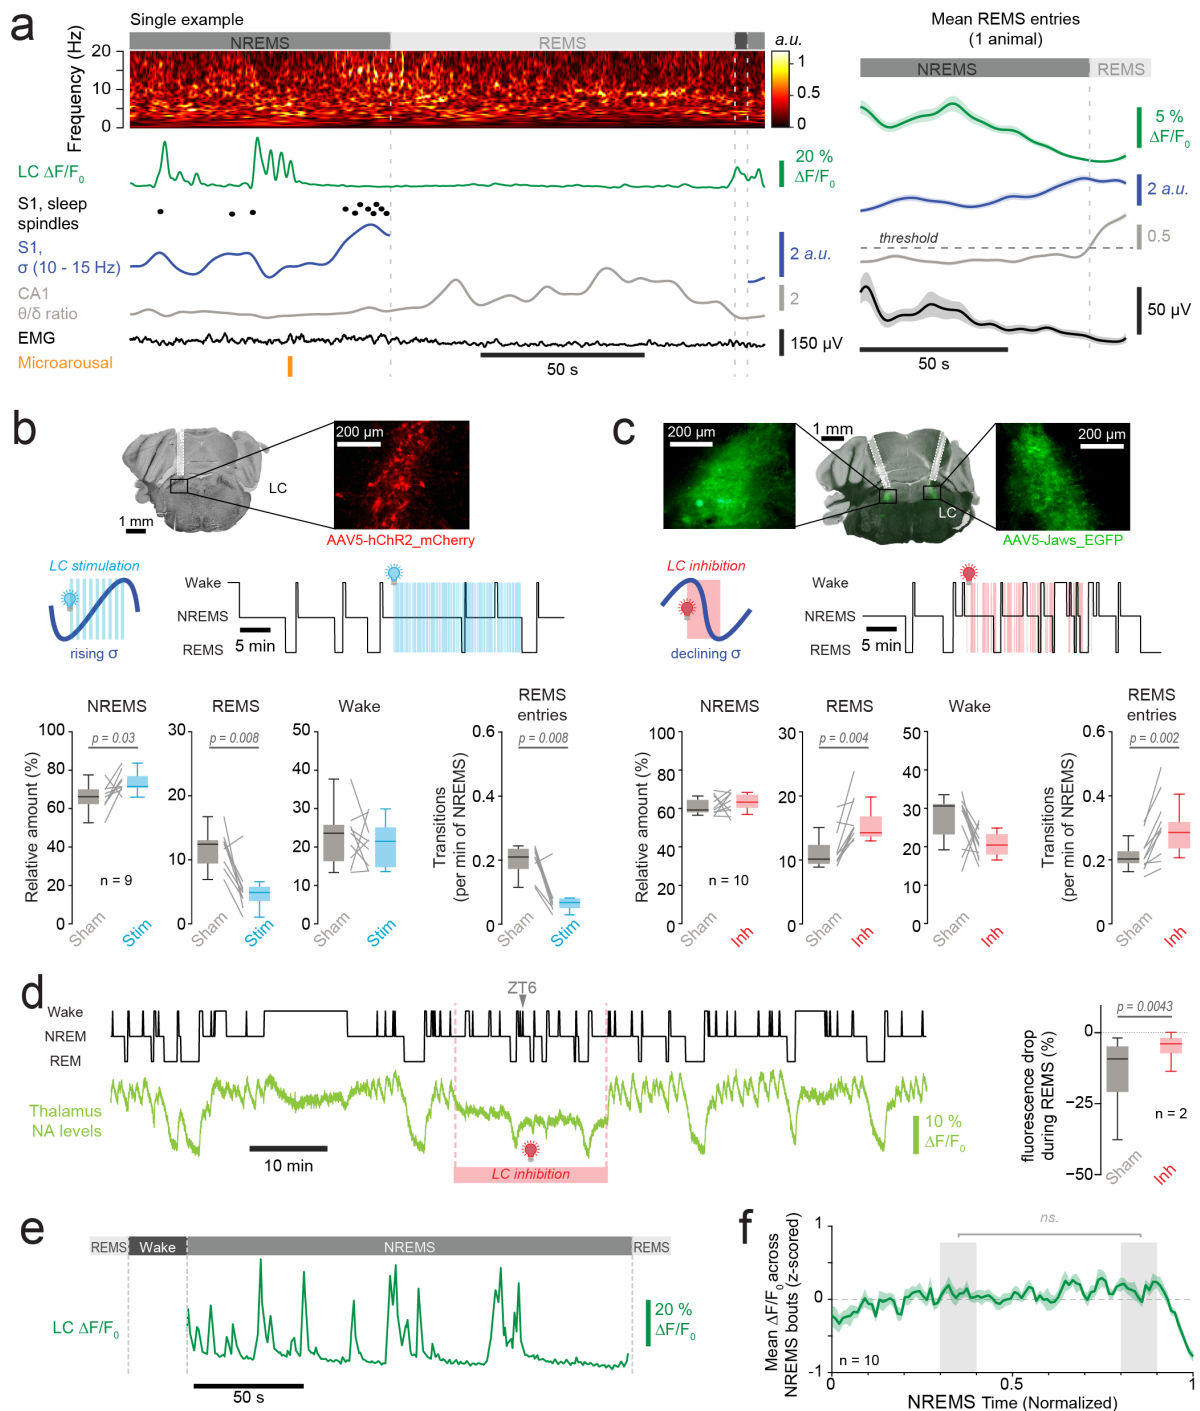 a
Single example
Mean REMS entries
(1 animal)
NREMS
REMS
a.u.
NREMS
REMS
Frequency (Hz)
20
10
0
1
0.5
0
5 %
ΔF/F0
LC ΔF/F0
20 %
ΔF/F0
2 a.u.
S1, sleep
spindles
threshold
0.5
S1,
σ (10 - 15 Hz)
2 a.u.
CA1
θ/δ ratio
2
50 µV
EMG
150 µV
Microarousal
50 s
50 s
b
200 µm
LC
1 mm
AAV5-hChR2_mCherry
LC stimulation
rising σ
Wake
NREMS
REMS
5 min
NREMS
REMS
Wake
REMS
entries
Relative amount (%)
100
80
60
40
20
0
p = 0.03
n = 9
Sham
Stim
30
20
10
0
p = 0.008
Sham
Stim
50
40
30
20
10
0
Sham
Stim
Transitions
(per min of NREMS)
0.6
0.4
0.2
0
p = 0.008
Sham
Stim
c
200 µm
1 mm
200 µm
LC
AAV5-Jaws_EGFP
LC inhibition
declining σ
Wake
NREMS
REMS
5 min
NREMS
REMS
Wake
REMS
entries
Relative amount (%)
100
80
60
40
20
0
n = 10
Sham
Inh
30
20
10
0
p = 0.004
Sham
Inh
50
40
30
20
10
0
Sham
Inh
Transitions
(per min of NREMS)
0.6
0.4
0.2
0
p = 0.002
Sham
Inh
d
ZT6
Wake
NREM
REM
Thalamus
NA levels
10 %
ΔF/F0
10 min
LC inhibition
fluorescence drop
during REMS (%)
p = 0.0043
0
−25
−50
n = 2
Sham
Inh
e
REMS
Wake
NREMS
REMS
LC ΔF/F0
20 %
ΔF/F0
50 s
f
Mean ΔF/F0 across
NREMS bouts (z-scored)
1
0
-1
ns.
n = 10
0
0.5
1
NREMS Time (Normalized)